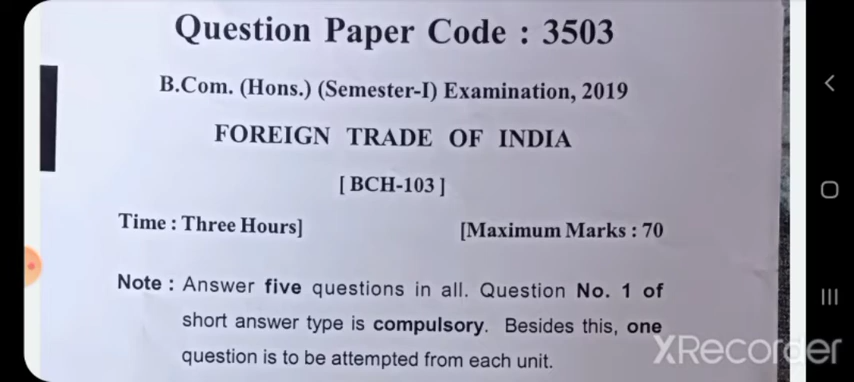 Question Paper Code : 3503
B.Com. (Hons.) (Semester-I) Examination, 2019
FOREIGN TRADE OF INDIA
[ BCH-103 ]
Time : Three Hours] [Maximum Marks : 70
Note : Answer five questions in all. Question No. 1 of
short answer type is compulsory. Besides this, one
question is to be attempted from each unit.
XRecorder